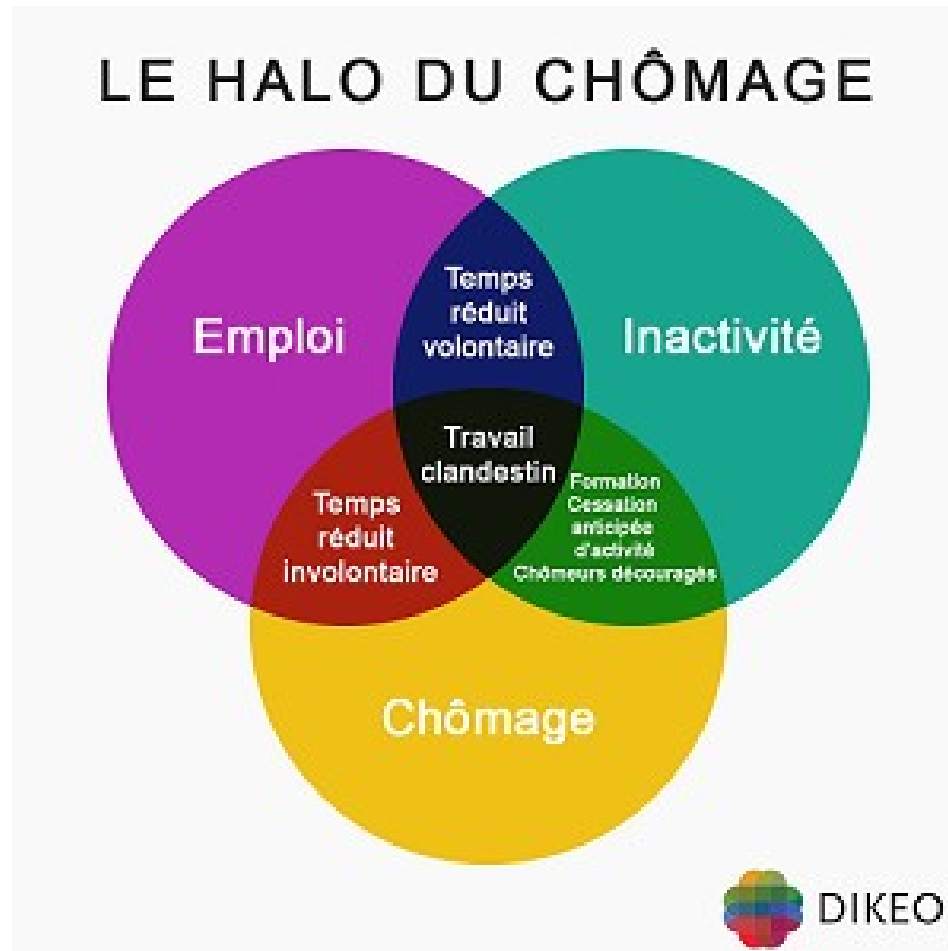 LE HALO DU CHÔMAGE
Emploi
Temps
réduit
volontaire
Inactivité
Travail
clandestin
Temps
réduit
involontaire
Formation
Cessation
anticipée
d'activité
Chômeurs découragés
Chômage
DIKEO